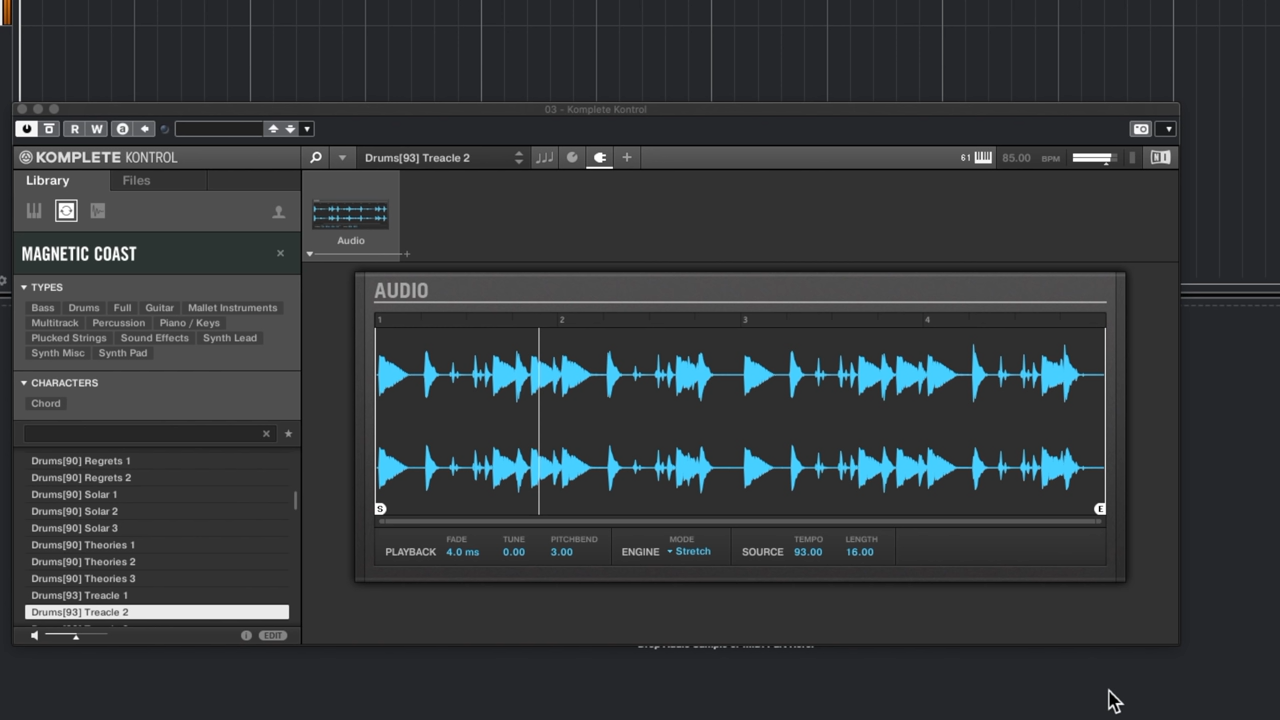 03 - Komplete Kontrol
R W a
KOMPLETE KONTROL
Drums[93] Treacle 2
61
85.00 BPM
Library
Files
Audio
MAGNETIC COAST
TYPES
Bass Drums Full Guitar Mallet Instruments
Multitrack Percussion Piano / Keys
Plucked Strings Sound Effects Synth Lead
Synth Misc Synth Pad
CHARACTERS
Chord
Drums[90] Regrets 1
Drums[90] Regrets 2
Drums[90] Solar 1
Drums[90] Solar 2
Drums[90] Solar 3
Drums[90] Theories 1
Drums[90] Theories 2
Drums[90] Theories 3
Drums[93] Treacle 1
Drums[93] Treacle 2
EDIT
AUDIO
1 2 3 4
S E
FADE TUNE PITCHBEND MODE TEMPO LENGTH
PLAYBACK 4.0 ms 0.00 3.00 ENGINE Stretch SOURCE 93.00 16.00